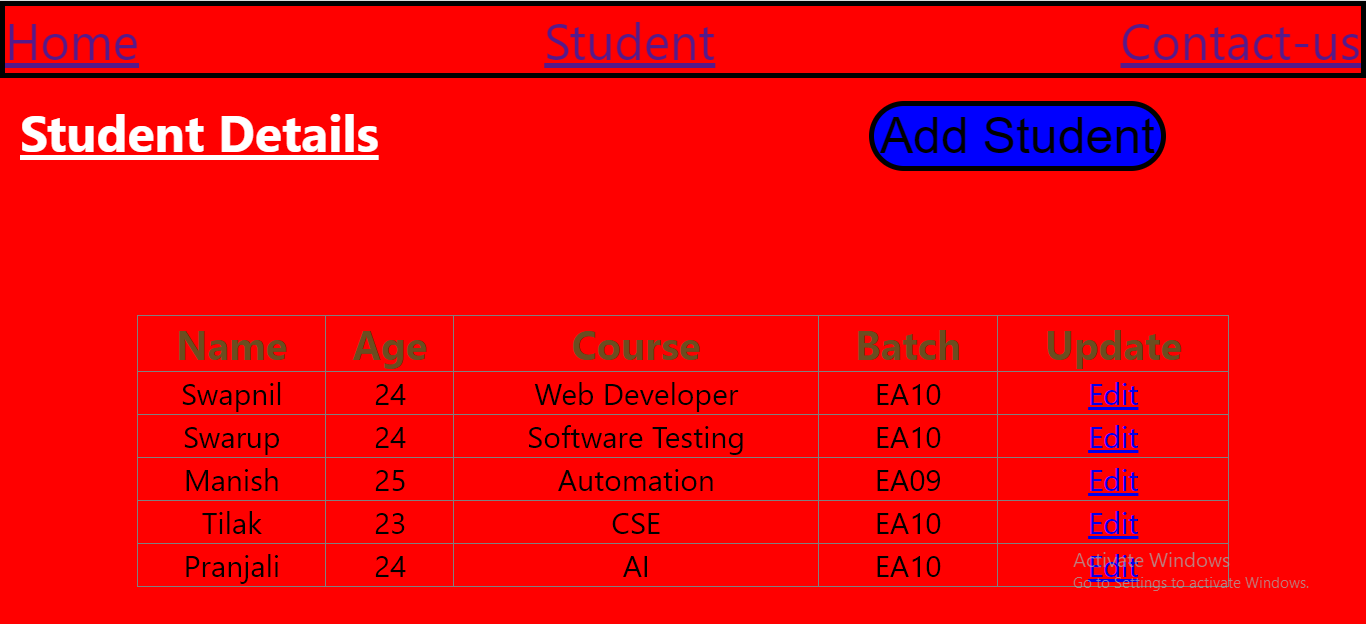 Home Student Contact-us
Student Details Add Student
Name Age Course Batch Update
Swapnil 24 Web Developer EA10 Edit
Swarup 24 Software Testing EA10 Edit
Manish 25 Automation EA09 Edit
Tilak 23 CSE EA10 Edit
Pranjali 24 AI EA10 Edit
Activate Windows
Go to Settings to activate Windows.